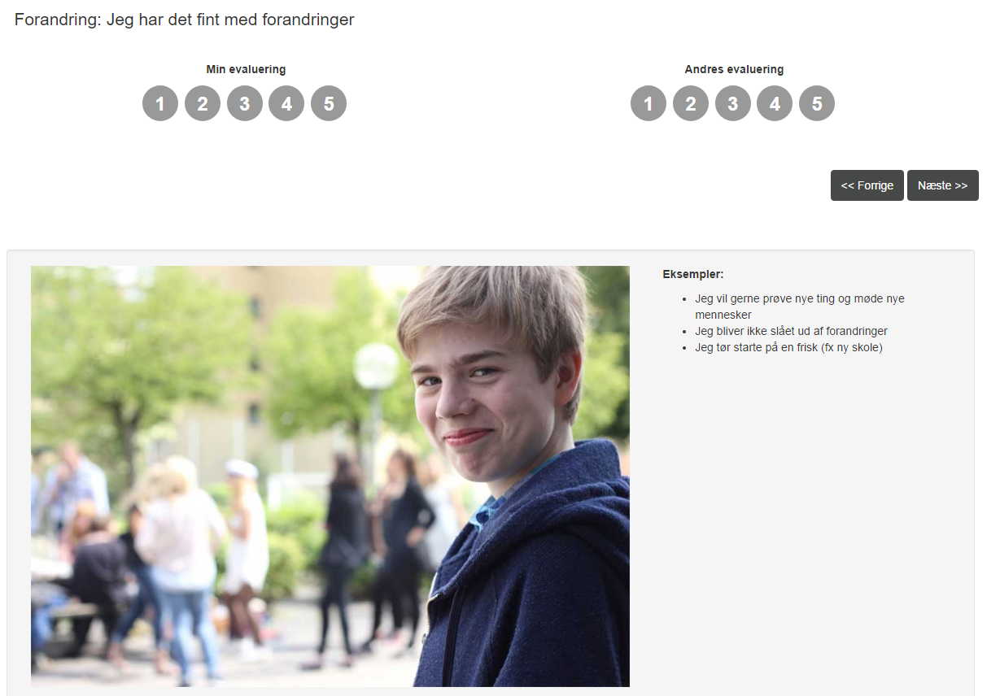 Forandring: Jeg har det fint med forandringer
Min evaluering
1 2 3 4 5
Andres evaluering
1 2 3 4 5
<< Forrige
Næste >>
Eksempler:
• Jeg vil gerne prøve nye ting og møde nye
mennesker
• Jeg bliver ikke slået ud af forandringer
• Jeg tør starte på en frisk (fx ny skole)